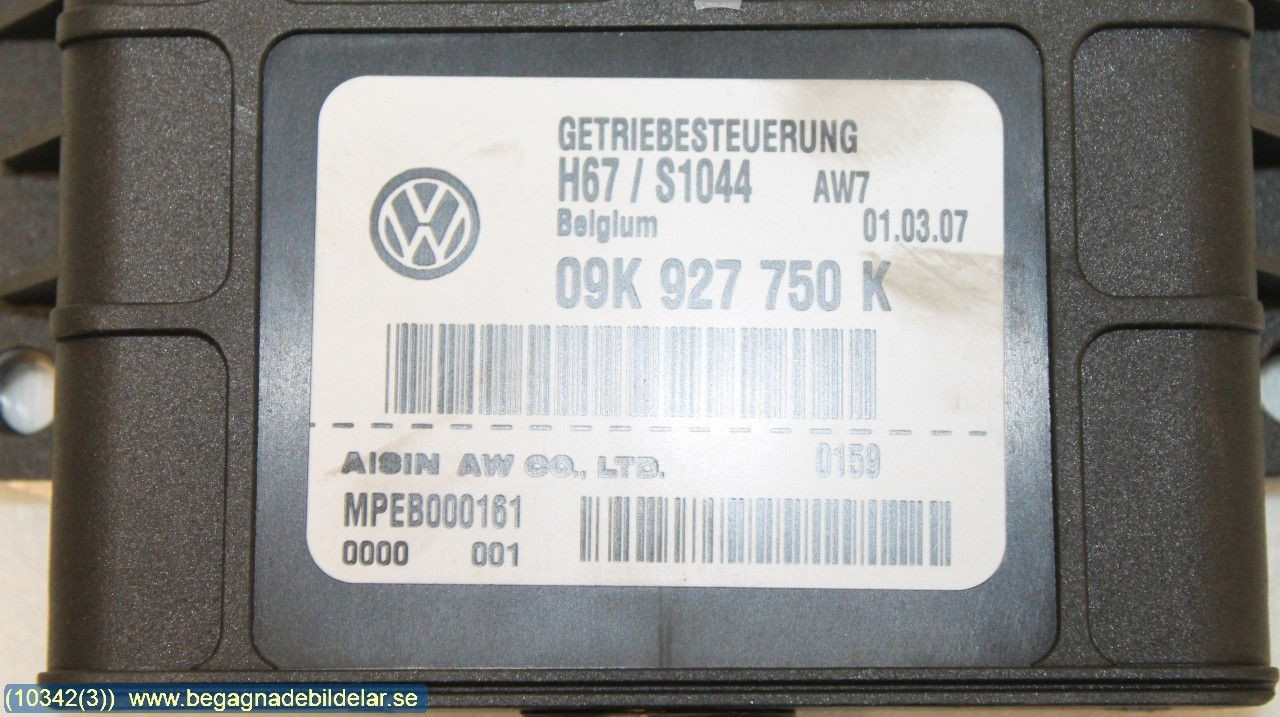 GETRIEBESTEUERUNG
H67 / S1044 AW7
Belgium 01.03.07
09K 927 750 K
AISIN AW CO., LTD. 0159
MPEB000161
0000 001
(10342(3)) www.begagnadebildelar.se